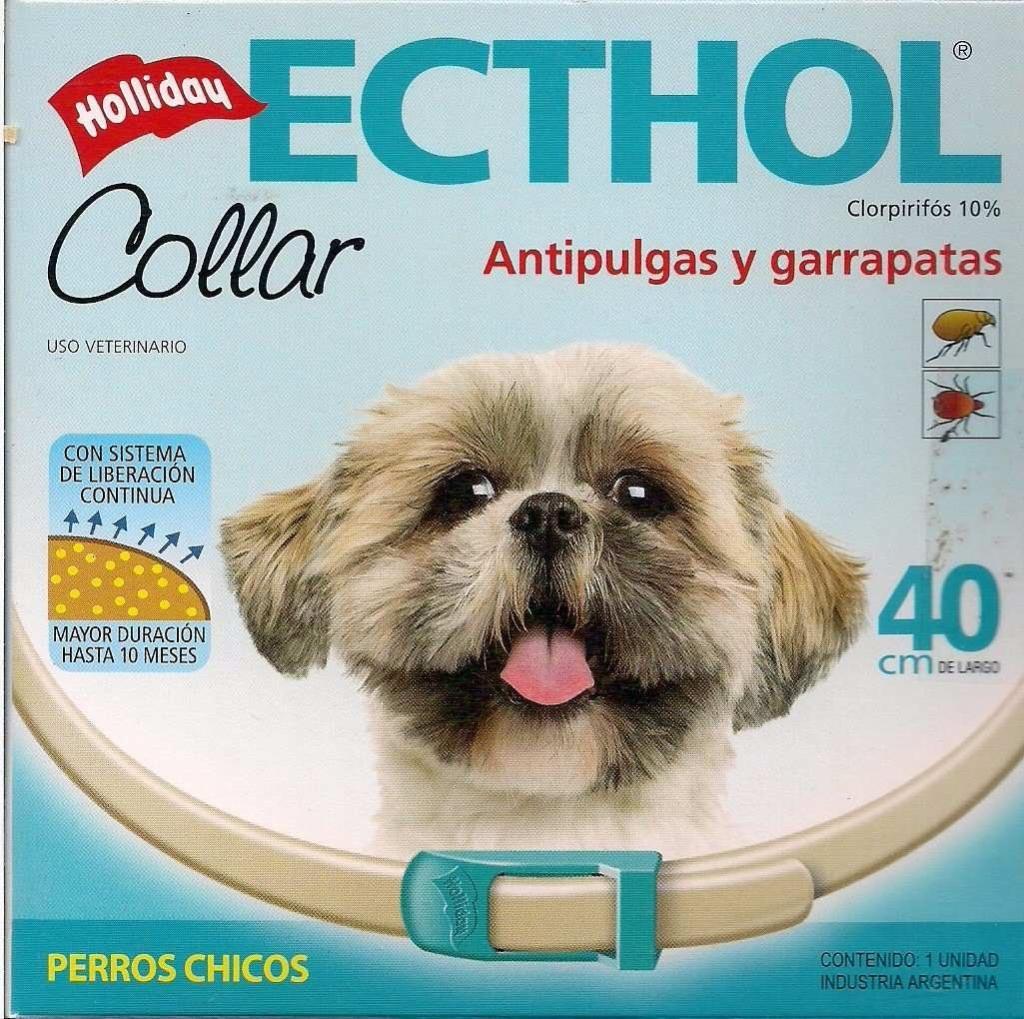 Holliday
ECTHOL®
Clorpirifós 10%
Collar
Antipulgas y garrapatas
USO VETERINARIO
CON SISTEMA
DE LIBERACIÓN
CONTINUA
MAYOR DURACIÓN
HASTA 10 MESES
40
cm DE LARGO
Holliday
PERROS CHICOS
CONTENIDO: 1 UNIDAD
INDUSTRIA ARGENTINA